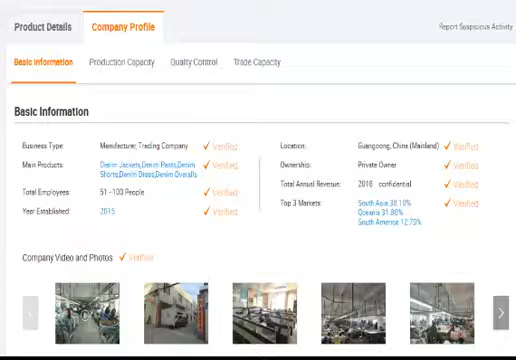 Product Details
Company Profile
Report Suspicious Activity
Basic Information
Production Capacity
Quality Control
Trade Capacity
Basic Information
Business Type:
Manufacturer, Trading Company
Verified
Location:
Guangdong, China (Mainland)
Verified
Main Products:
Denim Jackets,Denim Pants,Denim
Shorts,Denim Dress,Denim Overalls
Verified
Ownership:
Private Owner
Verified
Total Employees:
51 -100 People
Verified
Total Annual Revenue:
2018 confidential
Verified
Year Established:
2015
Verified
Top 3 Markets:
South Asia 38.10%
Oceania 31.80%
South America 12.70%
Verified
Company Video and Photos
Verified